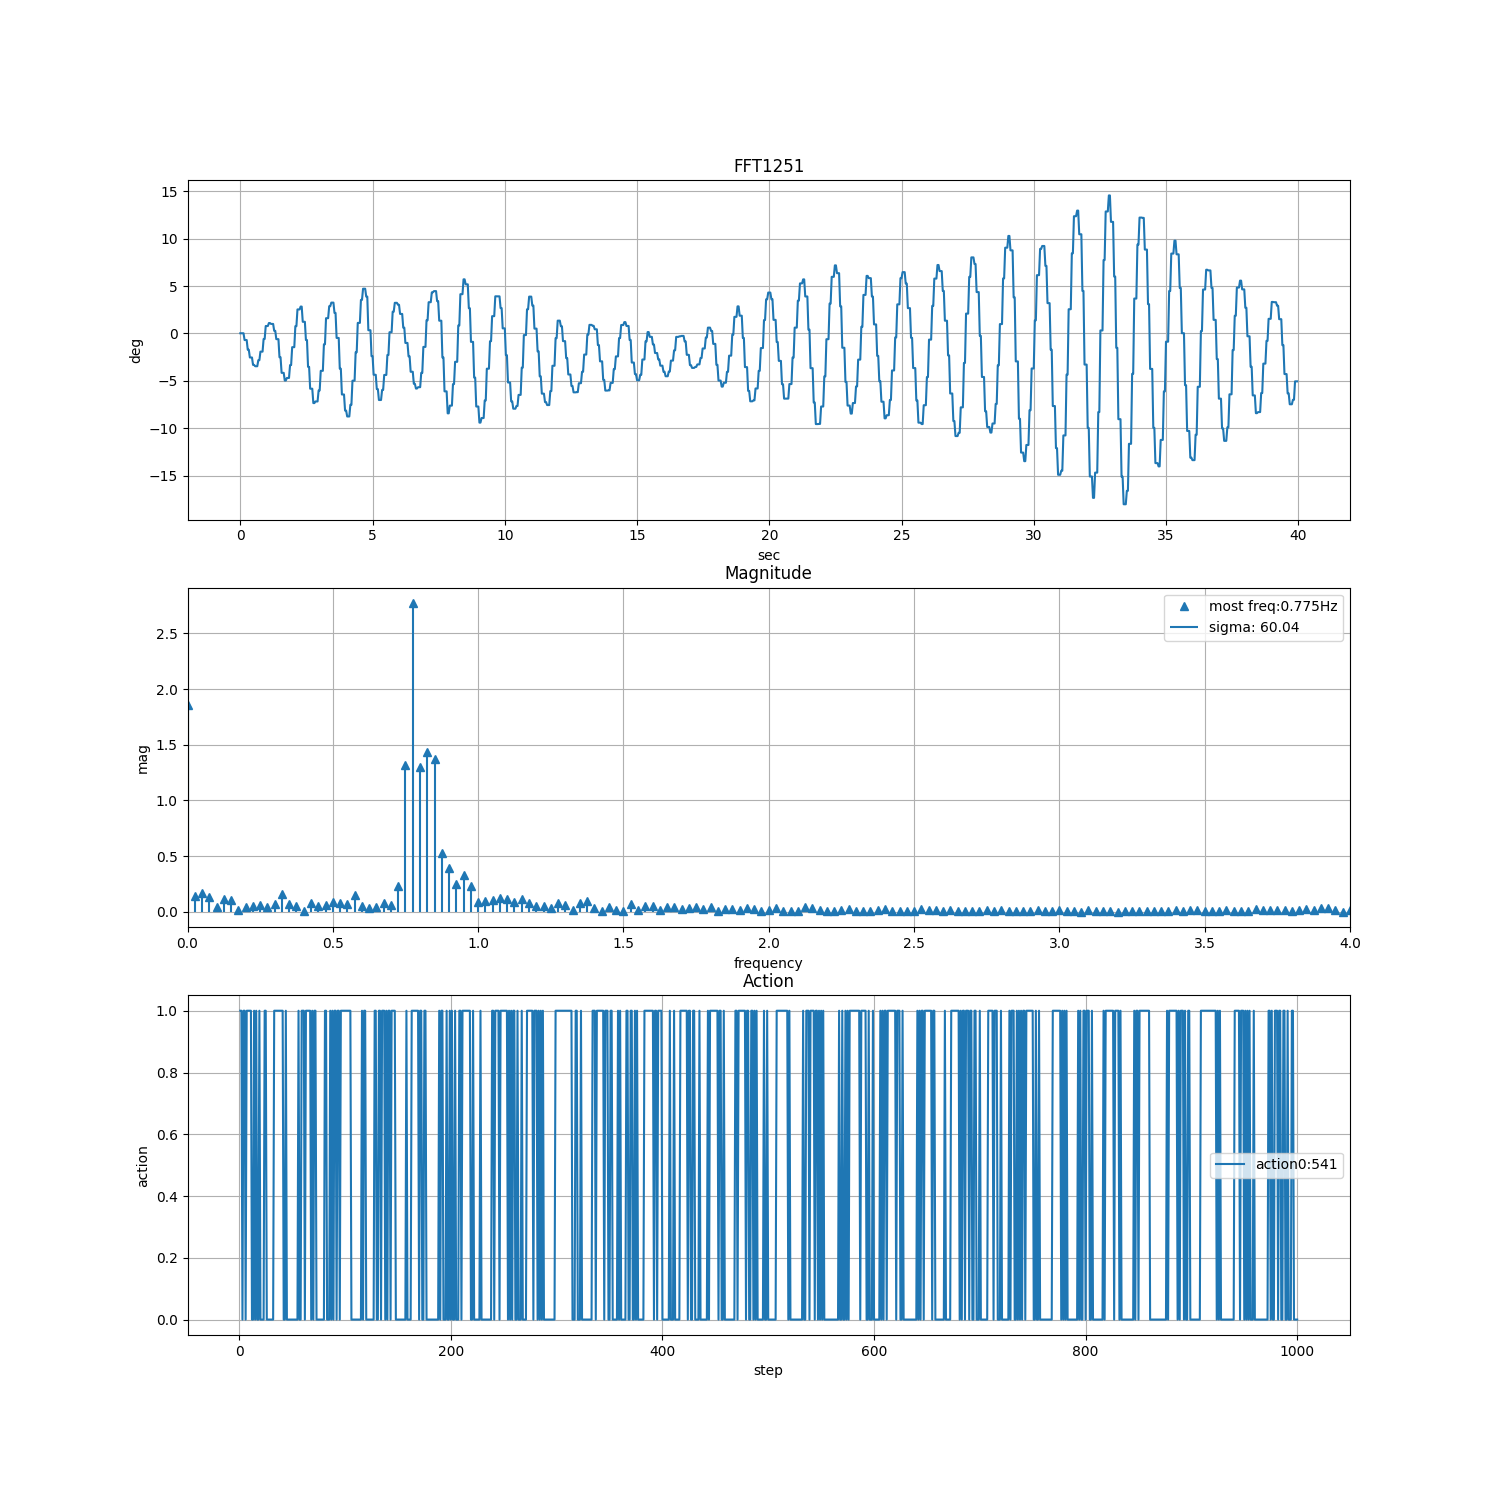 FFT1251
15
10
5
0
−5
−10
−15
deg
0 5 10 15 20 25 30 35 40
sec
Magnitude
2.5
2.0
1.5
1.0
0.5
0.0
mag
most freq:0.775Hz
sigma: 60.04
0.0 0.5 1.0 1.5 2.0 2.5 3.0 3.5 4.0
frequency
Action
1.0
0.8
0.6
0.4
0.2
0.0
action
action0:541
0 200 400 600 800 1000
step